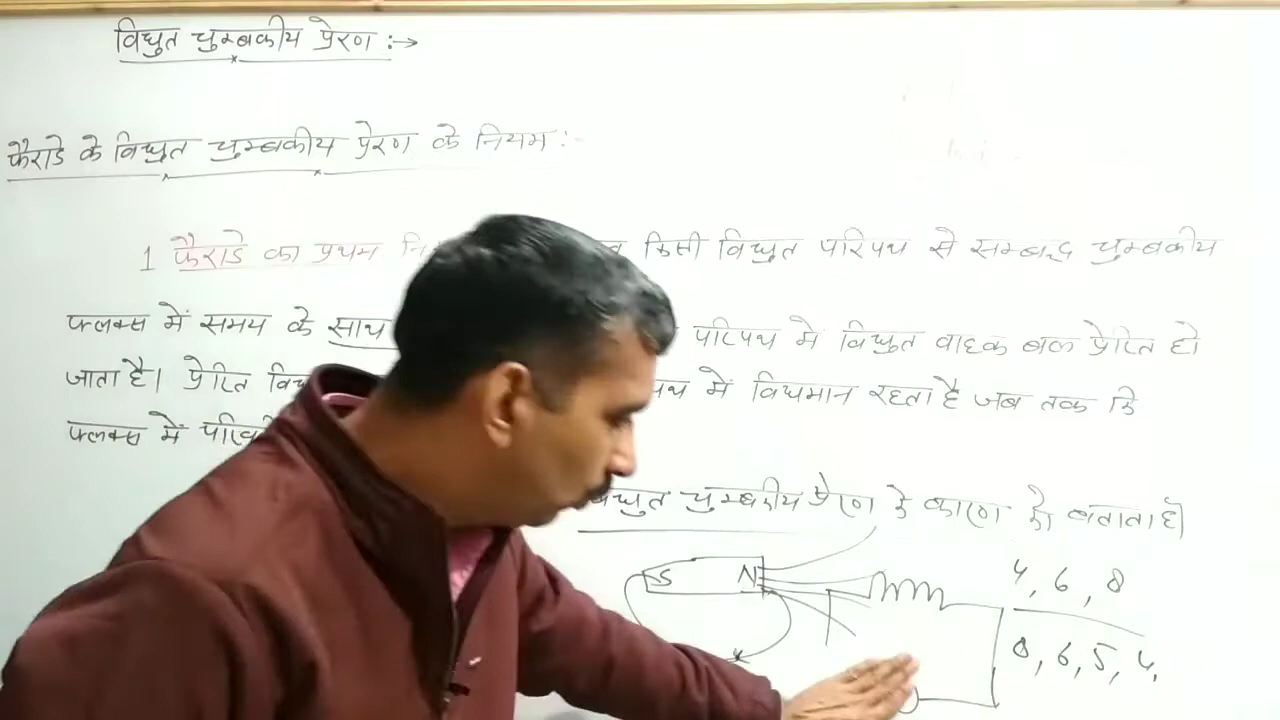 विद्युत चुम्बकीय प्रेरण :→
फैराडे के विद्युत चुम्बकीय प्रेरण के नियम :-
1 फैराडे का प्रथम किसी विद्युत परिपथ से सम्बद्ध चुम्बकीय
फ्लक्स में समय के साथ परिपथ में विद्युत वाहक बल प्रेरित हो
जाता है। प्रेरित में विद्यमान रहता है जब तक कि
फ्लक्स में
चुम्बकीय प्रेरण के कारण को बताता है।
S N 4, 6, 8
8, 6, 5, 4,